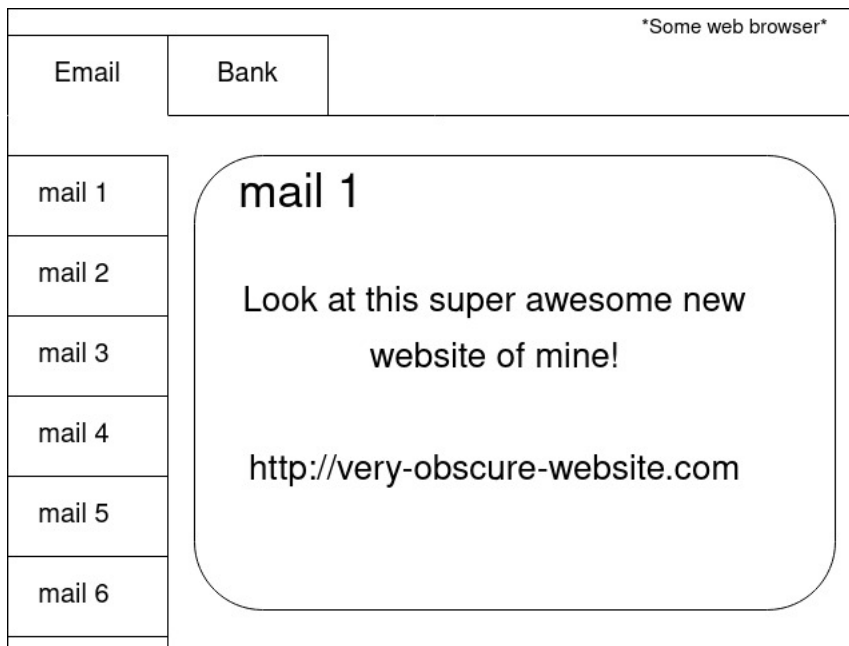 *Some web browser*
Email
Bank
mail 1
mail 2
mail 3
mail 4
mail 5
mail 6
mail 1
Look at this super awesome new
website of mine!
http://very-obscure-website.com